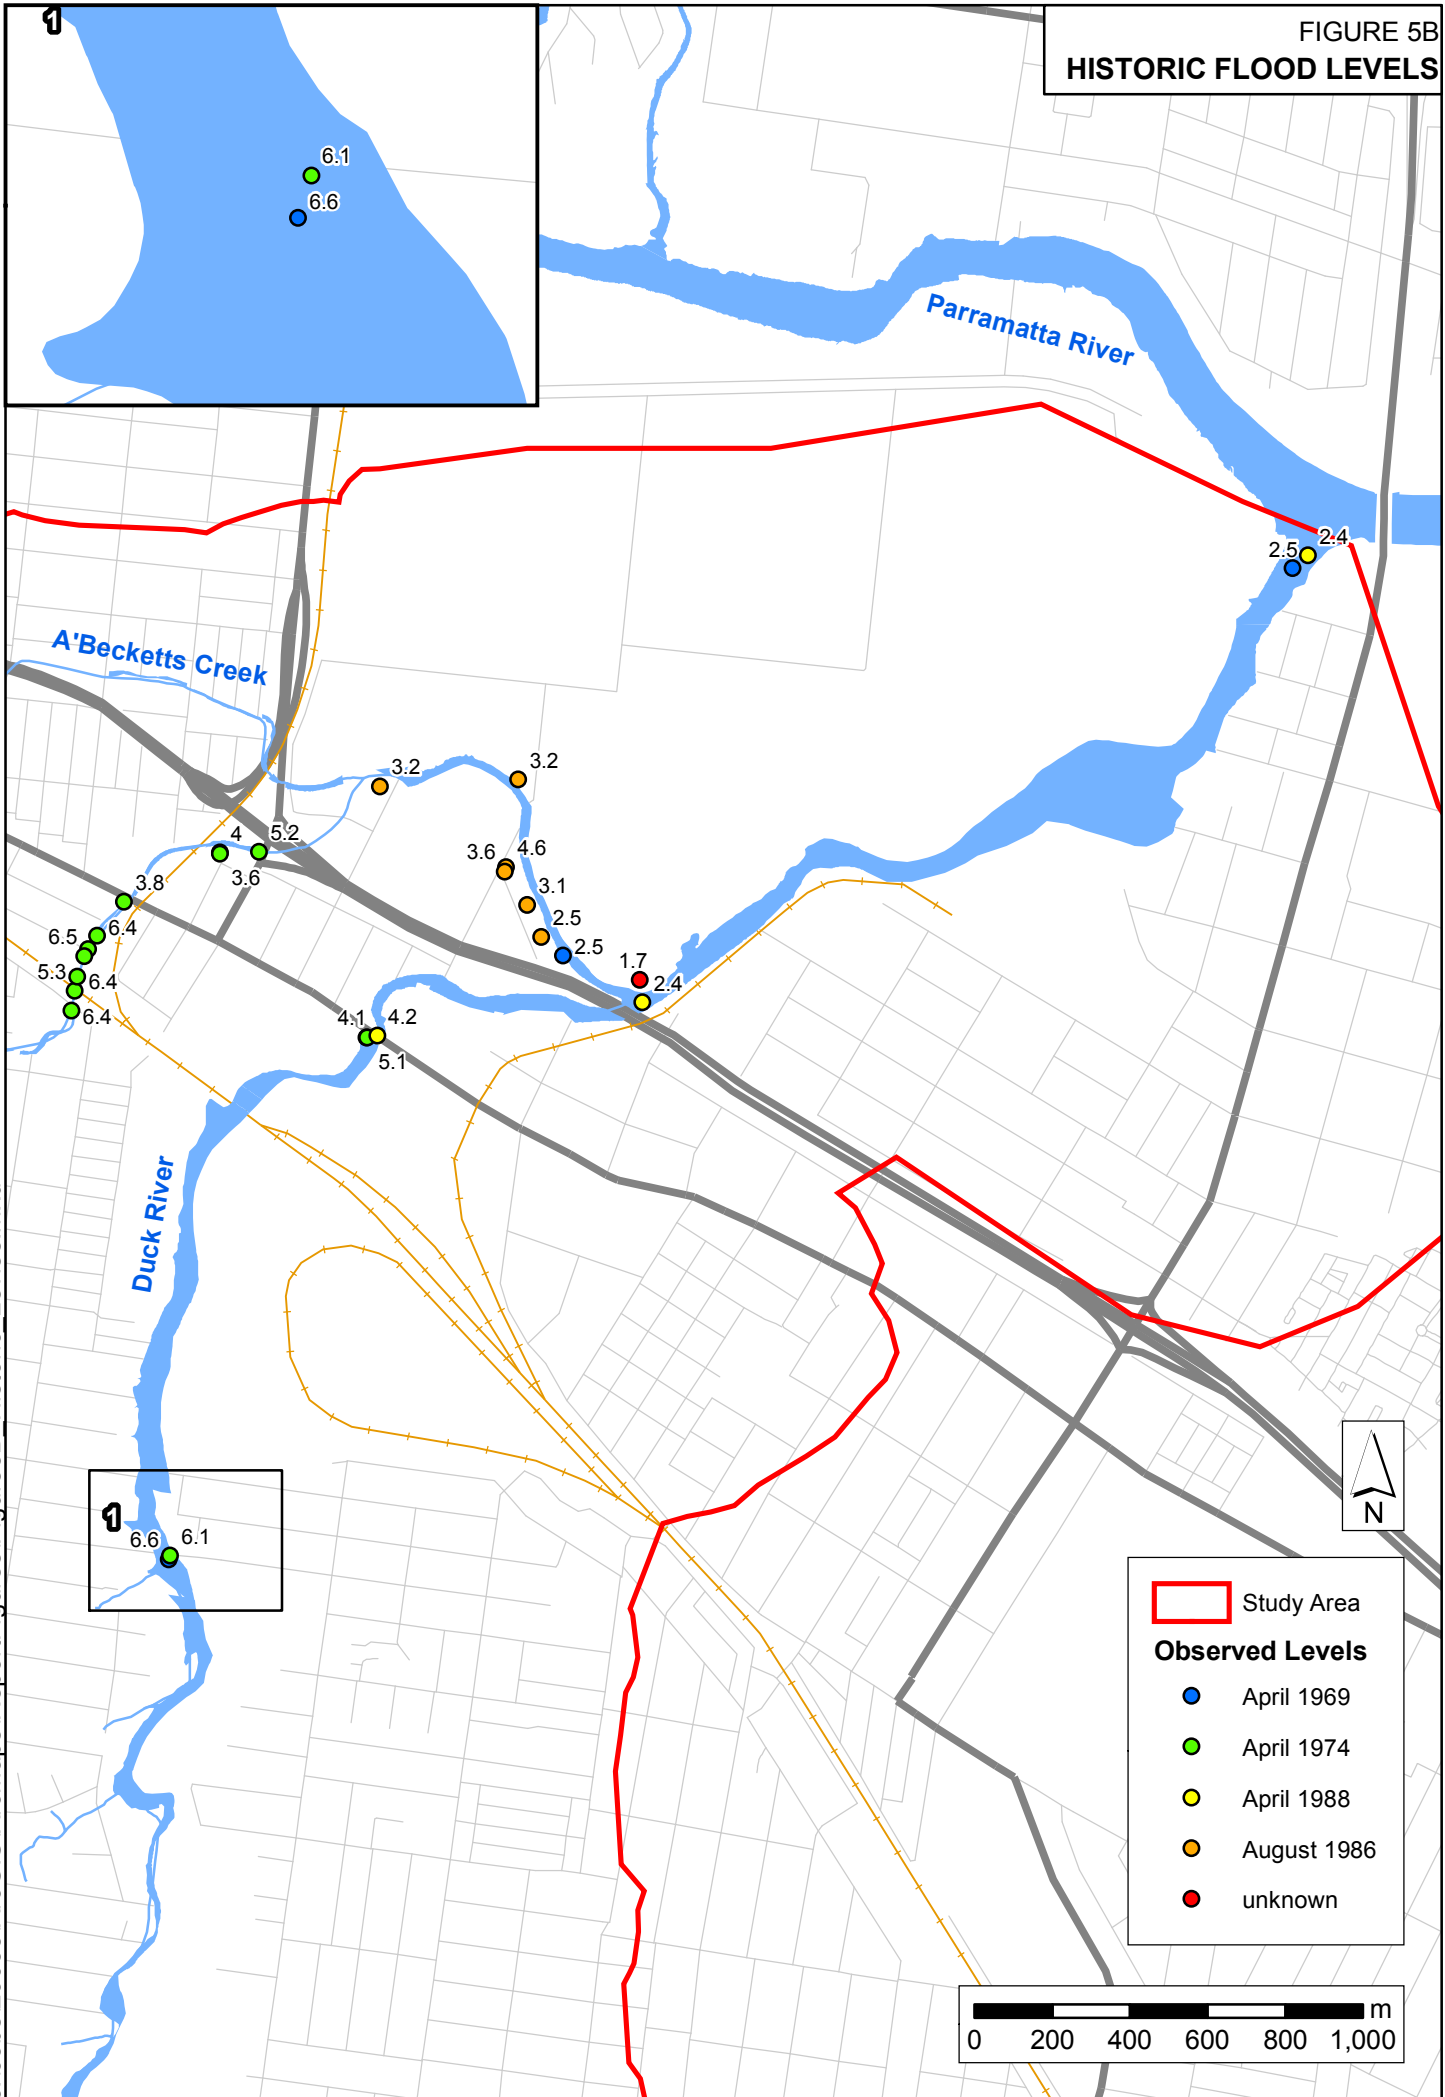 FIGURE 5B
HISTORIC FLOOD LEVELS
1
6.1
6.6
Parramatta River
2.4
2.5
A'Becketts Creek
3.2
3.2
4
5.2
3.6
4.6
3.6
3.8
3.1
6.4
6.5
2.5
2.5
1.7
5.3
6.4
2.4
6.4
4.1
4.2
5.1
Duck River
1
6.6
6.1
N
Study Area
Observed Levels
April 1969
April 1974
April 1988
August 1986
unknown
m
0 200 400 600 800 1,000